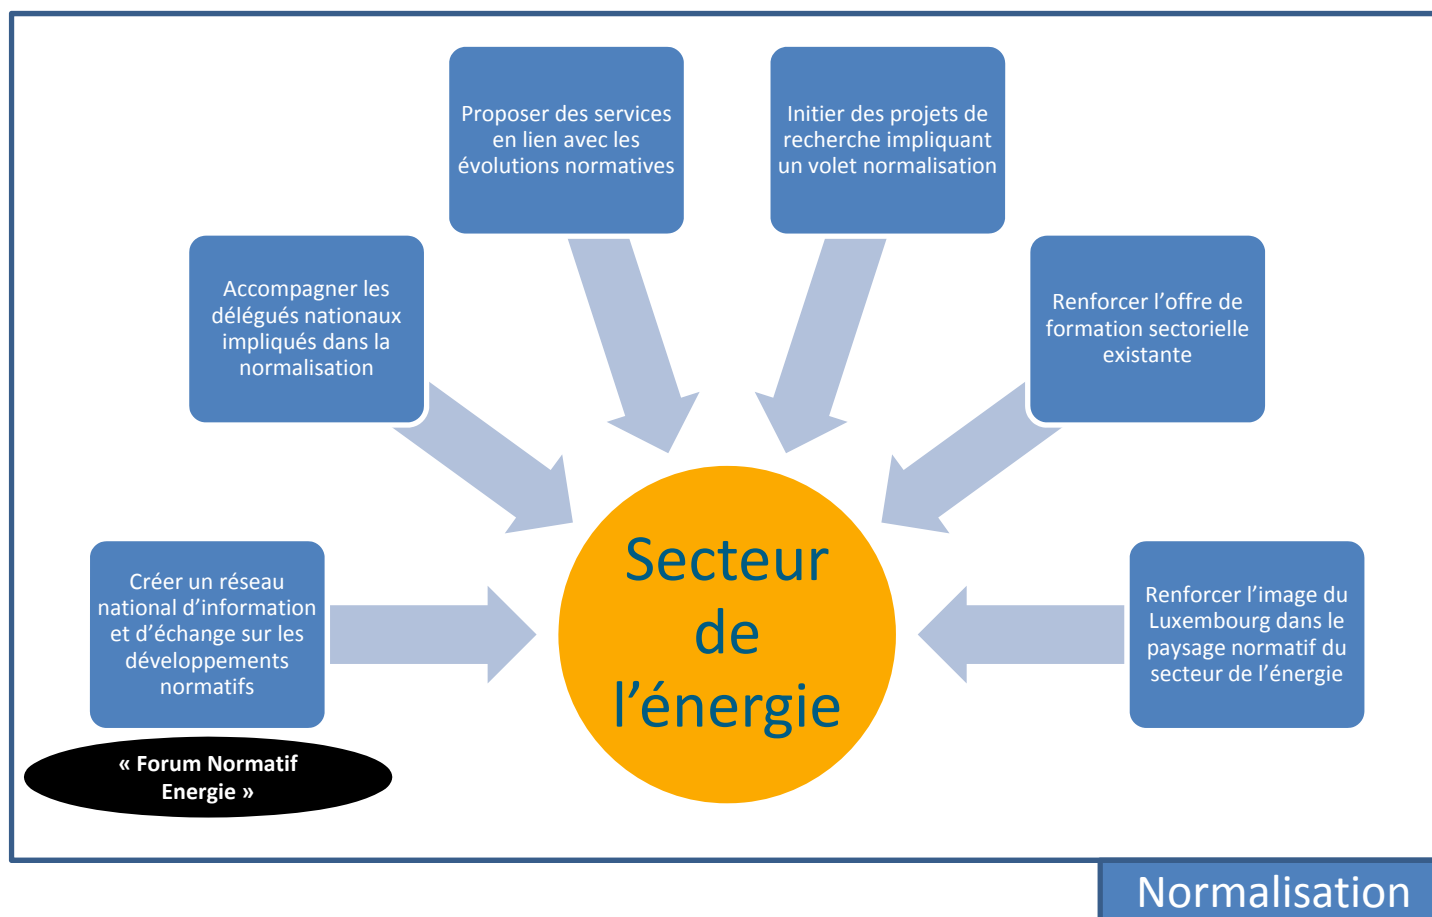 Proposer des services
en lien avec les
évolutions normatives
Initier des projets de
recherche impliquant
un volet normalisation
Accompagner les
délégués nationaux
impliqués dans la
normalisation
Renforcer l’offre de
formation sectorielle
existante
Créer un réseau
national d’information
et d’échange sur les
développements
normatifs
« Forum Normatif
Energie »
Secteur
de
l’énergie
Renforcer l’image du
Luxembourg dans le
paysage normatif du
secteur de l’énergie
Normalisation